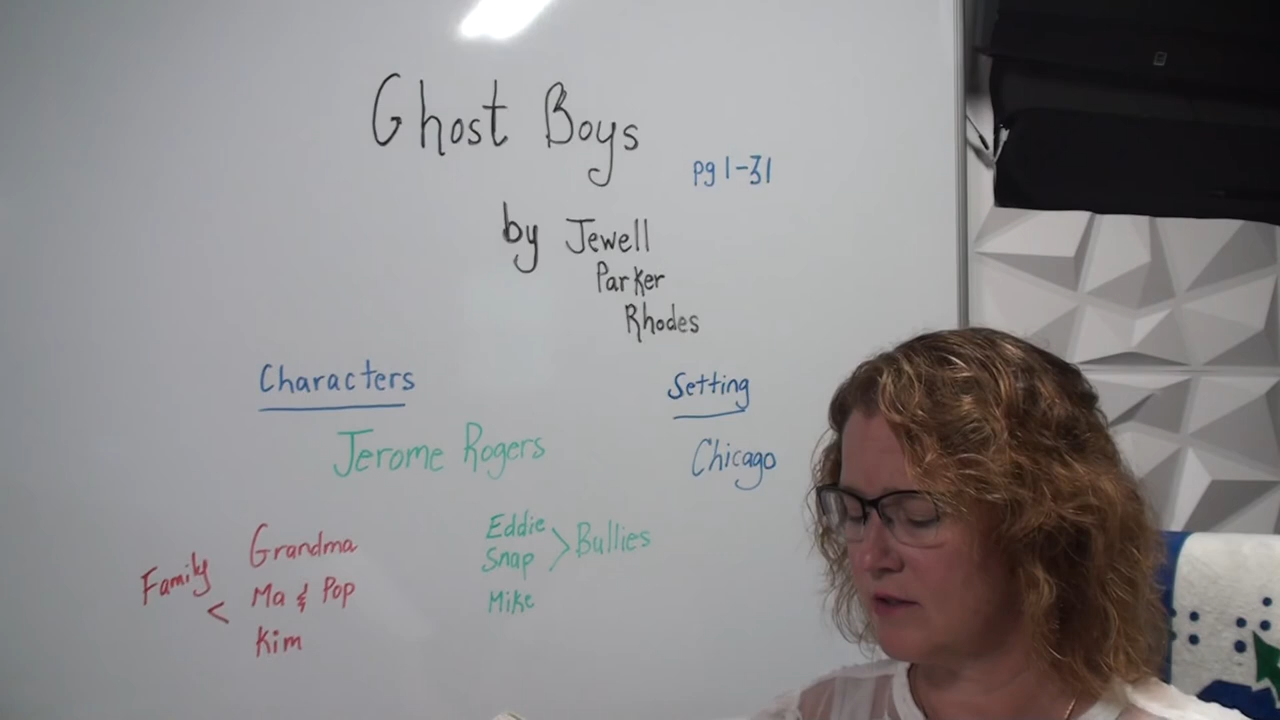 Ghost Boys
pg 1-31
by Jewell
Parker
Rhodes
Characters
Jerome Rogers
Family <
Grandma
Ma & Pop
Kim
Eddie
Snap
> Bullies
Mike
Setting
Chicago